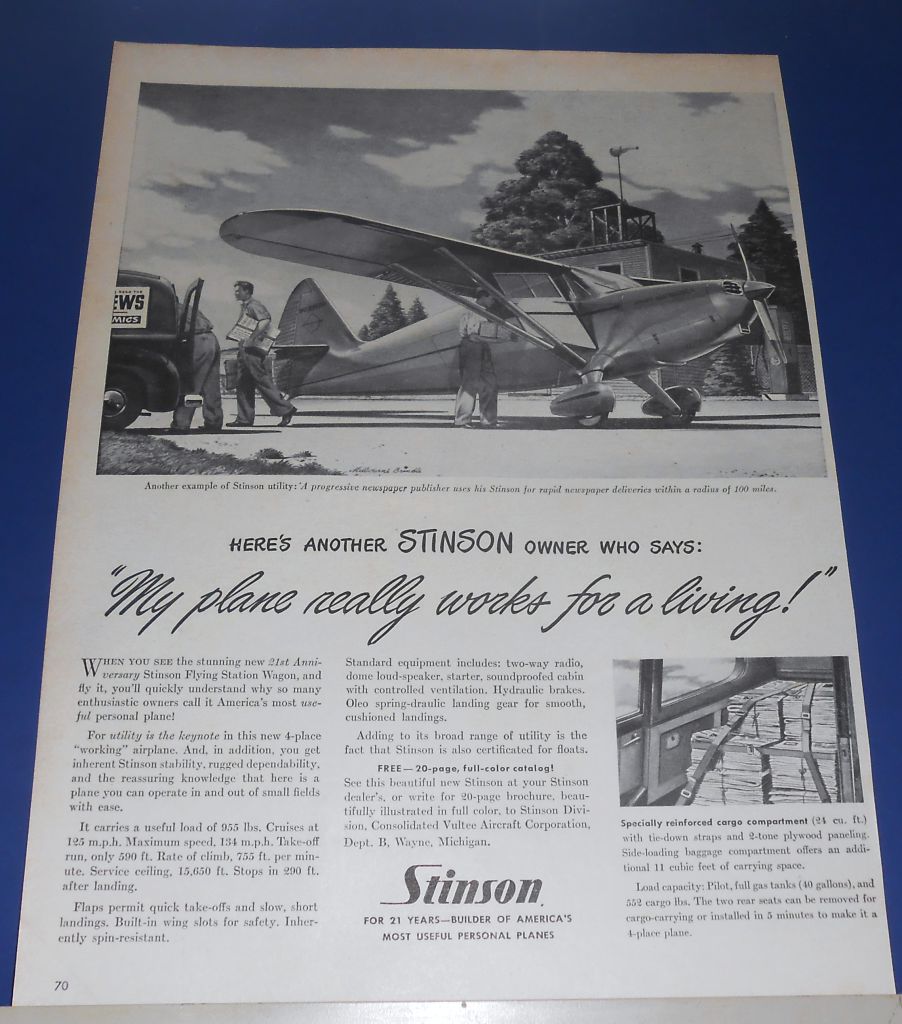 EWS
MICS
Melbourne Brindle
Another example of Stinson utility: A progressive newspaper publisher uses his Stinson for rapid newspaper deliveries within a radius of 100 miles.
HERE'S ANOTHER STINSON OWNER WHO SAYS:
"My plane really works for a living!"
WHEN YOU SEE the stunning new 21st Anni-
versary Stinson Flying Station Wagon, and
fly it, you'll quickly understand why so many
enthusiastic owners call it America's most use-
ful personal plane!
For utility is the keynote in this new 4-place
"working" airplane. And, in addition, you get
inherent Stinson stability, rugged dependability,
and the reassuring knowledge that here is a
plane you can operate in and out of small fields
with ease.
It carries a useful load of 955 lbs. Cruises at
125 m.p.h. Maximum speed, 134 m.p.h. Take-off
run, only 590 ft. Rate of climb, 755 ft. per min-
ute. Service ceiling, 15,650 ft. Stops in 290 ft.
after landing.
Flaps permit quick take-offs and slow, short
landings. Built-in wing slots for safety. Inher-
ently spin-resistant.
Standard equipment includes: two-way radio,
dome loud-speaker, starter, soundproofed cabin
with controlled ventilation. Hydraulic brakes.
Oleo spring-draulic landing gear for smooth,
cushioned landings.
Adding to its broad range of utility is the
fact that Stinson is also certificated for floats.
FREE—20-page, full-color catalog!
See this beautiful new Stinson at your Stinson
dealer's, or write for 20-page brochure, beau-
tifully illustrated in full color, to Stinson Divi-
sion, Consolidated Vultee Aircraft Corporation,
Dept. B, Wayne, Michigan.
Stinson
FOR 21 YEARS—BUILDER OF AMERICA'S
MOST USEFUL PERSONAL PLANES
Specially reinforced cargo compartment (24 cu. ft.)
with tie-down straps and 2-tone plywood paneling.
Side-loading baggage compartment offers an addi-
tional 11 cubic feet of carrying space.
Load capacity: Pilot, full gas tanks (40 gallons), and
552 cargo lbs. The two rear seats can be removed for
cargo-carrying or installed in 5 minutes to make it a
4-place plane.
70